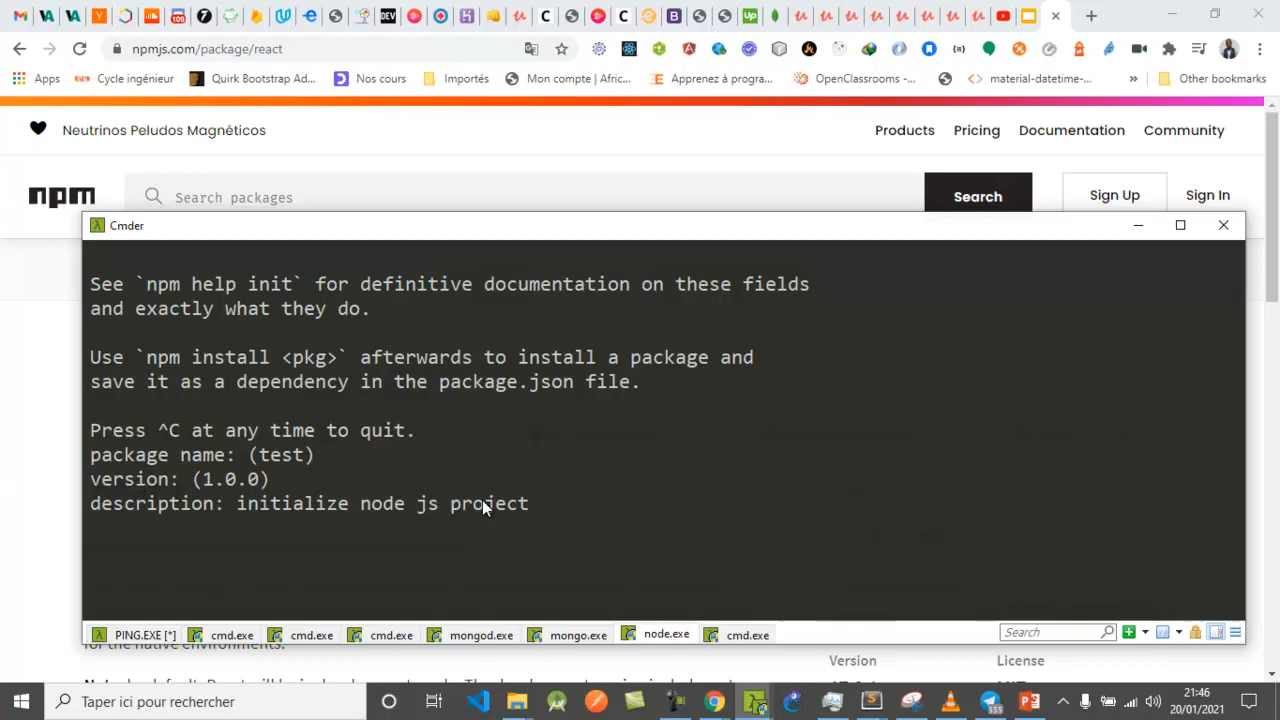 npmjs.com/package/react
Apps
Cycle ingénieur
Quirk Bootstrap Ad...
Nos cours
Importés
Mon compte | Afric...
Apprenez à progra...
OpenClassrooms -...
material-datetime-...
»
Other bookmarks
Neutrinos Peludos Magnéticos
Products
Pricing
Documentation
Community
npm
Search packages
Search
Sign Up
Sign In
Cmder
See `npm help init` for definitive documentation on these fields
and exactly what they do.
Use `npm install <pkg>` afterwards to install a package and
save it as a dependency in the package.json file.
Press ^C at any time to quit.
package name: (test)
version: (1.0.0)
description: initialize node js project
PING.EXE [*]
cmd.exe
cmd.exe
cmd.exe
mongod.exe
mongo.exe
node.exe
cmd.exe
Search
for the native environments.
Version
License
Taper ici pour rechercher
21:46
20/01/2021